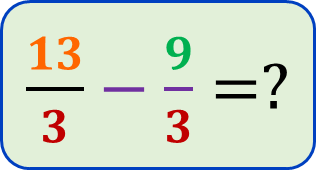 13/3 − 9/3 = ?